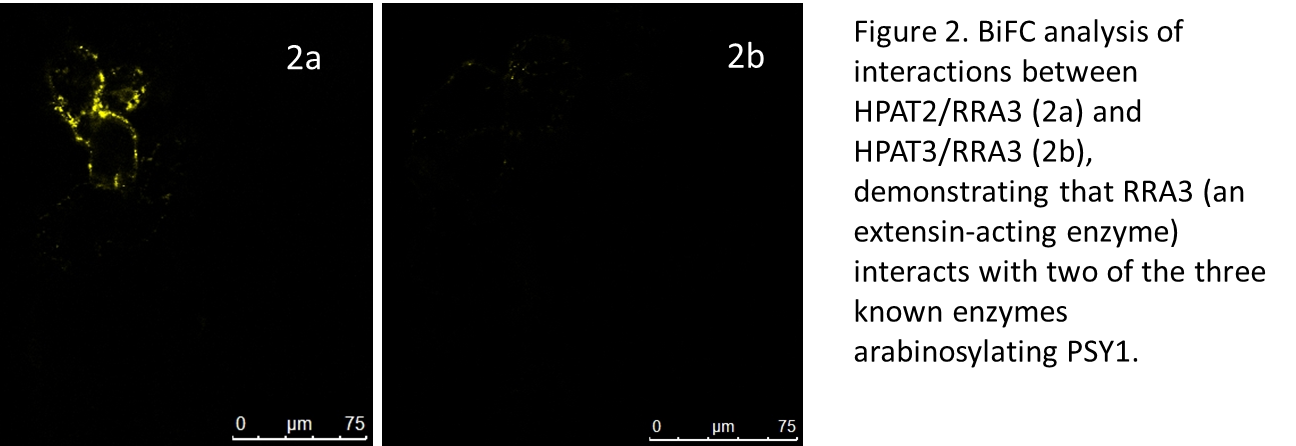 2a
0 µm 75
2b
0 µm 75
Figure 2. BiFC analysis of
interactions between
HPAT2/RRA3 (2a) and
HPAT3/RRA3 (2b),
demonstrating that RRA3 (an
extensin-acting enzyme)
interacts with two of the three
known enzymes
arabinosylating PSY1.